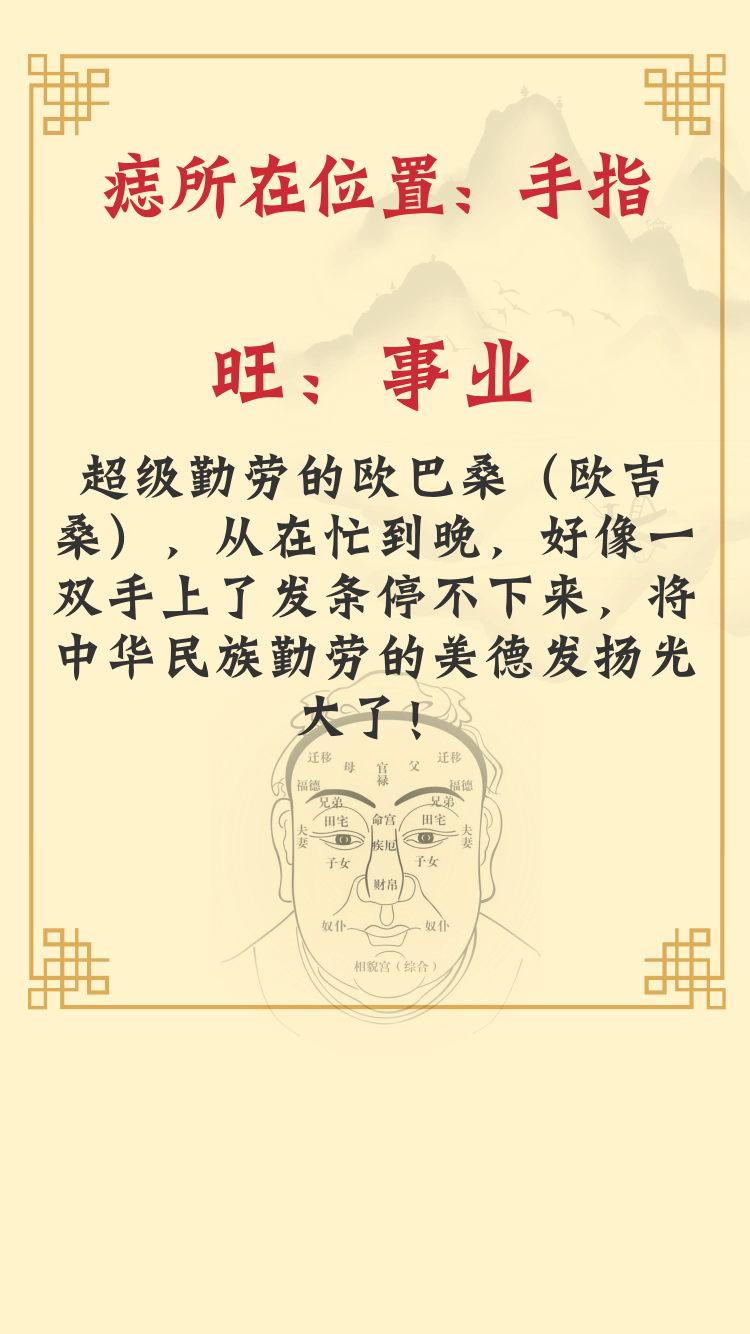 痣所在位置：手指
旺：事业
超级勤劳的欧巴桑（欧吉
桑），从在忙到晚，好像一
双手上了发条停不下来，将
中华民族勤劳的美德发扬光
大了！
迁移 母 官禄 父 迁移
福德 福德
兄弟 兄弟
田宅 命宫 田宅
夫妻 疾厄 夫妻
子女 子女
财帛
奴仆 奴仆
相貌宫（综合）